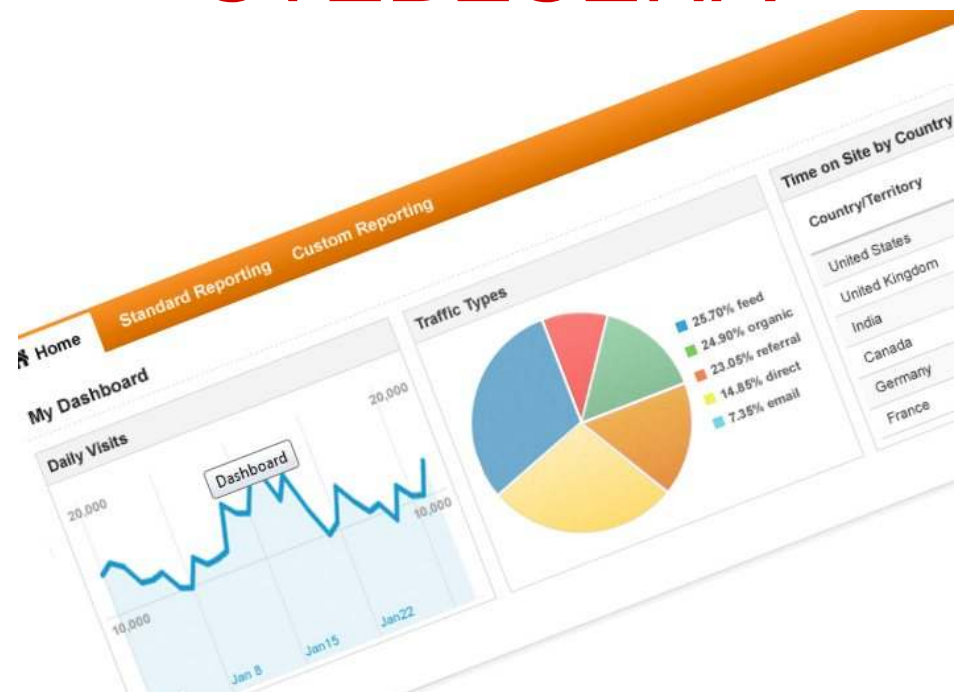 Home
Standard Reporting
Custom Reporting
My Dashboard
Daily Visits
20,000
20,000
Dashboard
10,000
10,000
Jan 8
Jan15
Jan22
Traffic Types
25.70% feed
24.90% organic
23.05% referral
14.85% direct
7.35% email
Time on Site by Country
Country/Territory
United States
United Kingdom
India
Canada
Germany
France